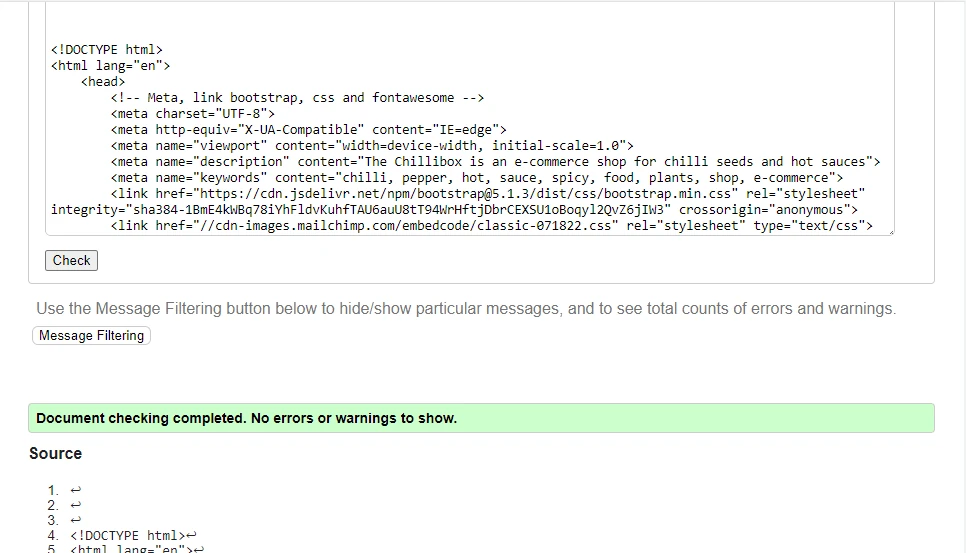 <!DOCTYPE html>
<html lang="en">
<head>
<!-- Meta, link bootstrap, css and fontawesome -->
<meta charset="UTF-8">
<meta http-equiv="X-UA-Compatible" content="IE=edge">
<meta name="viewport" content="width=device-width, initial-scale=1.0">
<meta name="description" content="The Chillibox is an e-commerce shop for chilli seeds and hot sauces">
<meta name="keywords" content="chilli, pepper, hot, sauce, spicy, food, plants, shop, e-commerce">
<link href="https://cdn.jsdelivr.net/npm/bootstrap@5.1.3/dist/css/bootstrap.min.css" rel="stylesheet"
integrity="sha384-1BmE4kWBq78iYhFldvKuhfTAU6auU8tT94WrHftjDbrCEXSU1oBoqyl2QvZ6jIW3" crossorigin="anonymous">
<link href="//cdn-images.mailchimp.com/embedcode/classic-071822.css" rel="stylesheet" type="text/css">
Check
Use the Message Filtering button below to hide/show particular messages, and to see total counts of errors and warnings.
Message Filtering
Document checking completed. No errors or warnings to show.
Source
1. ↩
2. ↩
3. ↩
4. <!DOCTYPE html>↩
5. <html lang="en">↩